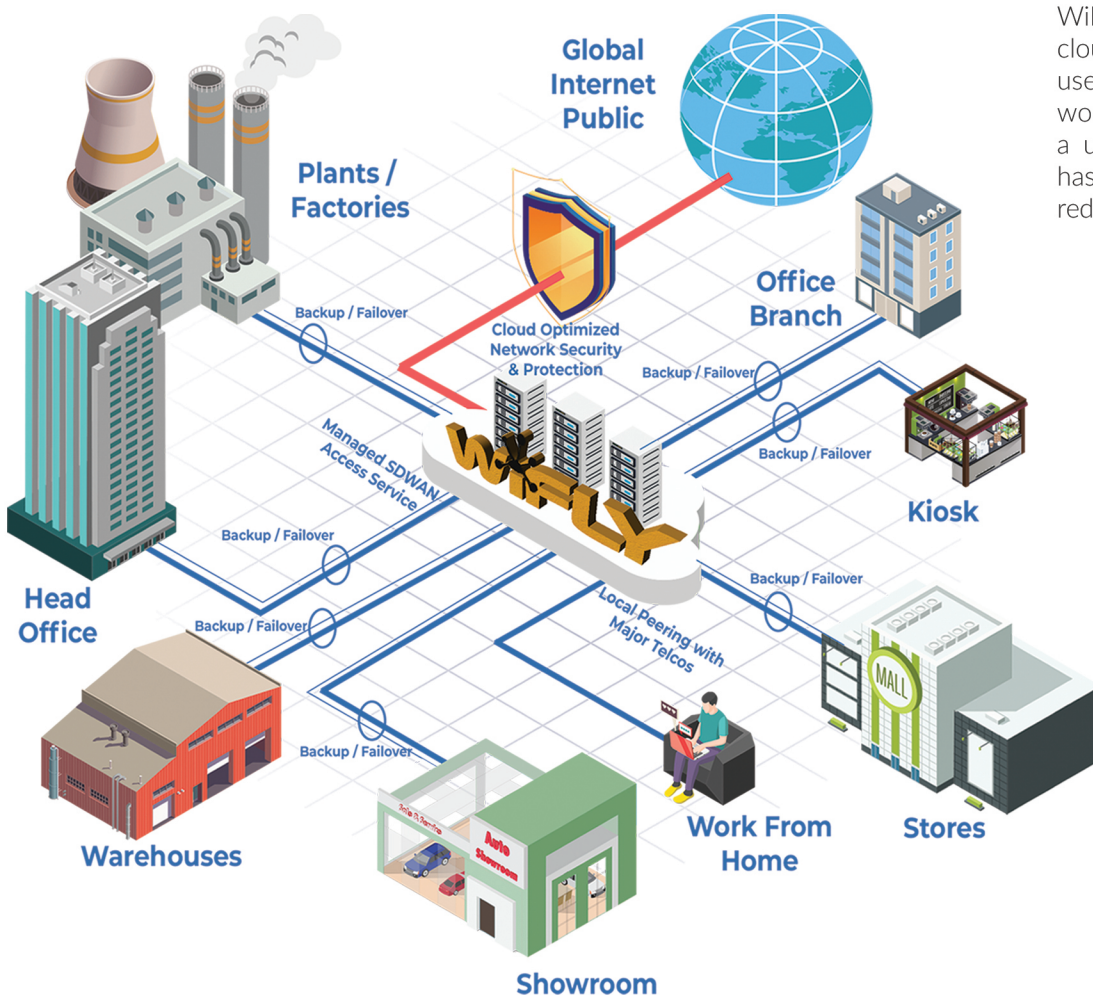 Global
Internet
Public
Plants /
Factories
Office
Branch
Backup / Failover
Cloud Optimized
Network Security
& Protection
Backup / Failover
Backup / Failover
Kiosk
Managed SDWAN
Access Service
WiFLY
Backup / Failover
Head
Office
Backup / Failover
Backup / Failover
Local Peering with
Major Telcos
MALL
Backup / Failover
Auto
Showroom
Warehouses
Work From
Home
Stores
Showroom